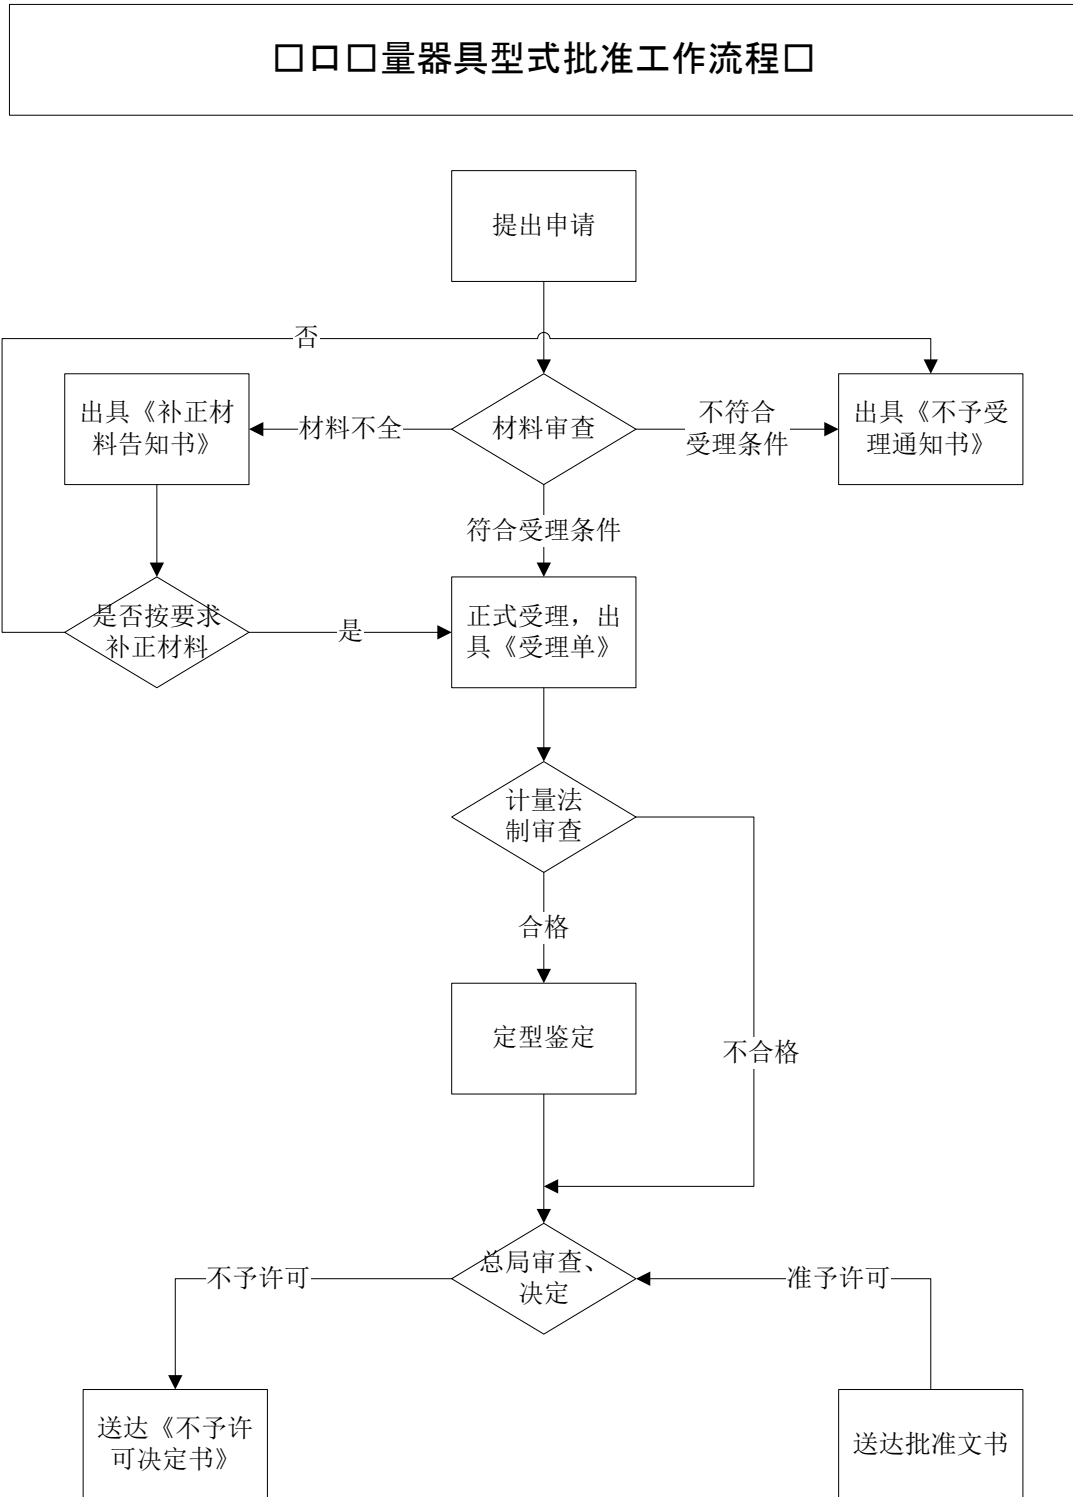 □口□量器具型式批准工作流程□
提出申请
否
出具《补正材
料告知书》
材料不全
材料审查
不符合
受理条件
出具《不予受
理通知书》
符合受理条件
是否按要求
补正材料
是
正式受理，出
具《受理单》
计量法
制审查
合格
定型鉴定
不合格
总局审查、
决定
不予许可
准予许可
送达《不予许
可决定书》
送达批准文书